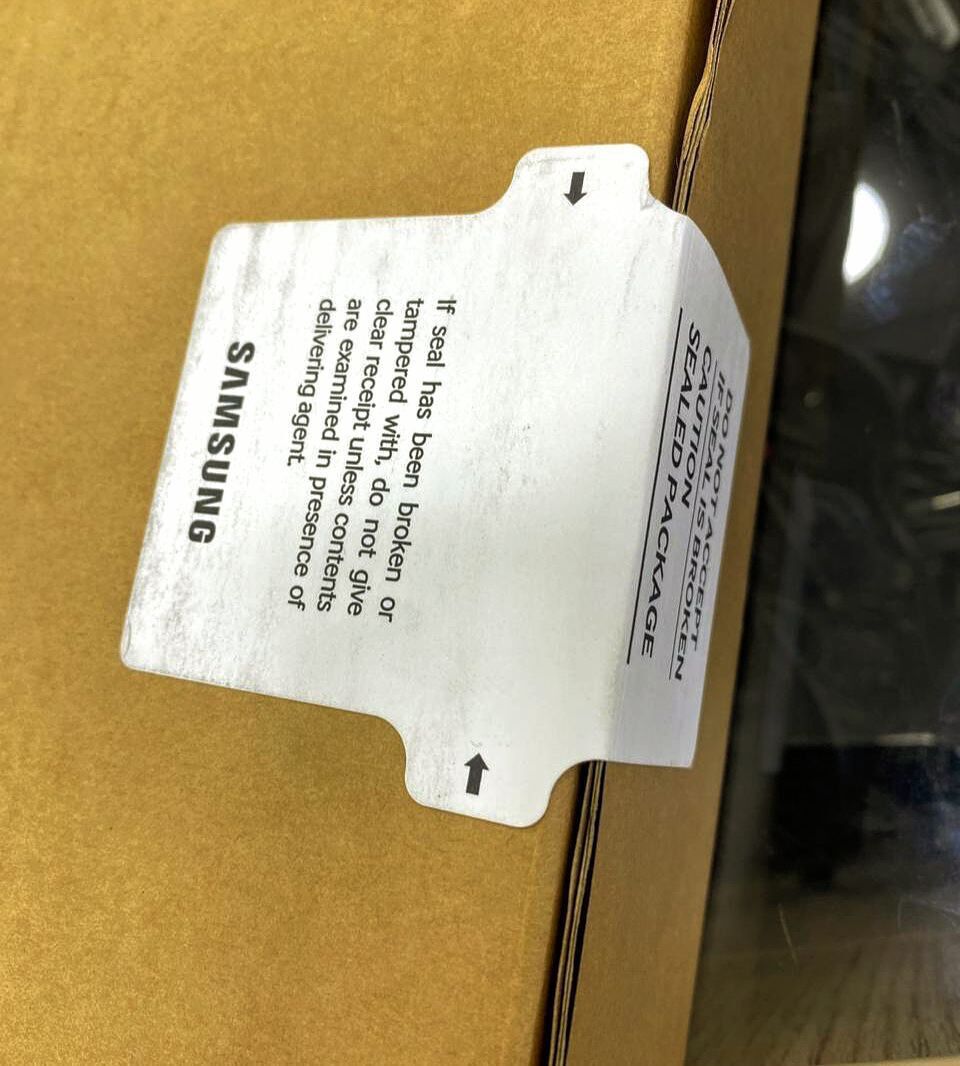 DO NOT ACCEPT
IF SEAL IS BROKEN
CAUTION
SEALED PACKAGE
If seal has been broken or
tampered with, do not give
clear receipt unless contents
are examined in presence of
delivering agent.
SAMSUNG